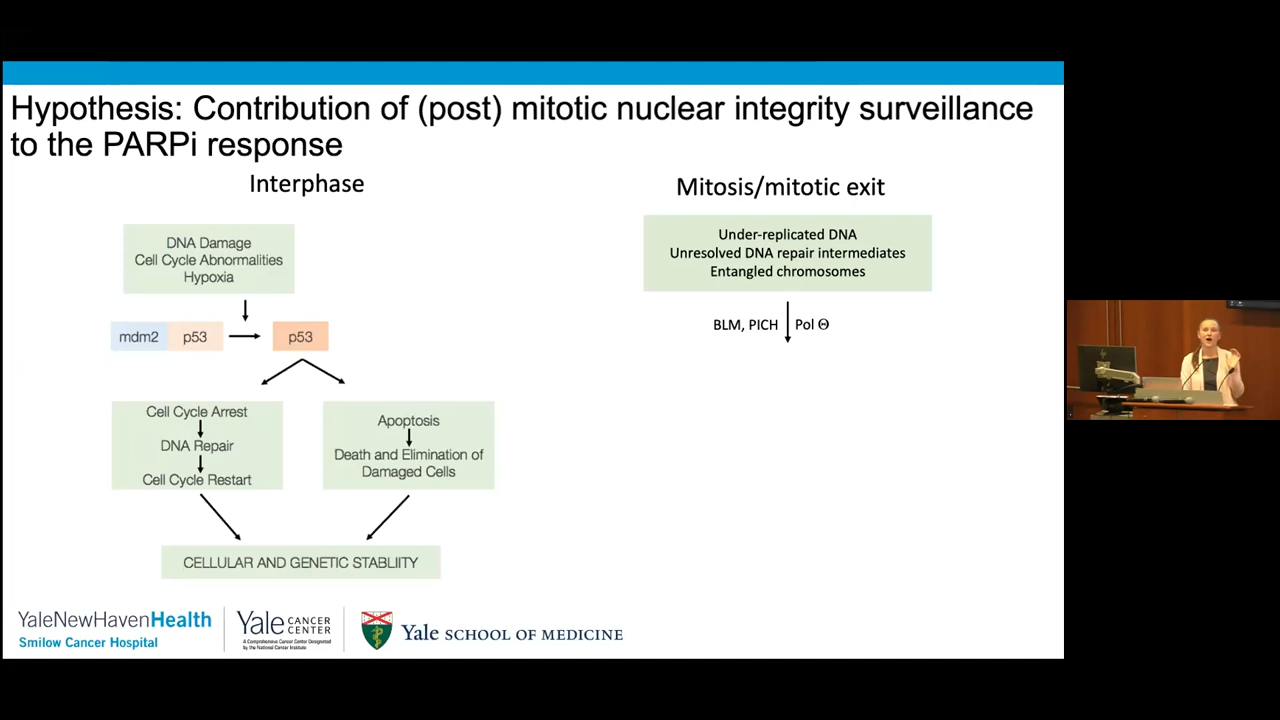 Hypothesis: Contribution of (post) mitotic nuclear integrity surveillance
to the PARPi response
Interphase
DNA Damage
Cell Cycle Abnormalities
Hypoxia
mdm2 p53 p53
Cell Cycle Arrest
DNA Repair
Cell Cycle Restart
Apoptosis
Death and Elimination of
Damaged Cells
CELLULAR AND GENETIC STABLIITY
Mitosis/mitotic exit
Under-replicated DNA
Unresolved DNA repair intermediates
Entangled chromosomes
BLM, PICH Pol Θ
YaleNewHavenHealth
Smilow Cancer Hospital
Yale CANCER
CENTER
A Comprehensive Cancer Center Designated
by the National Cancer Institute
Yale SCHOOL OF MEDICINE